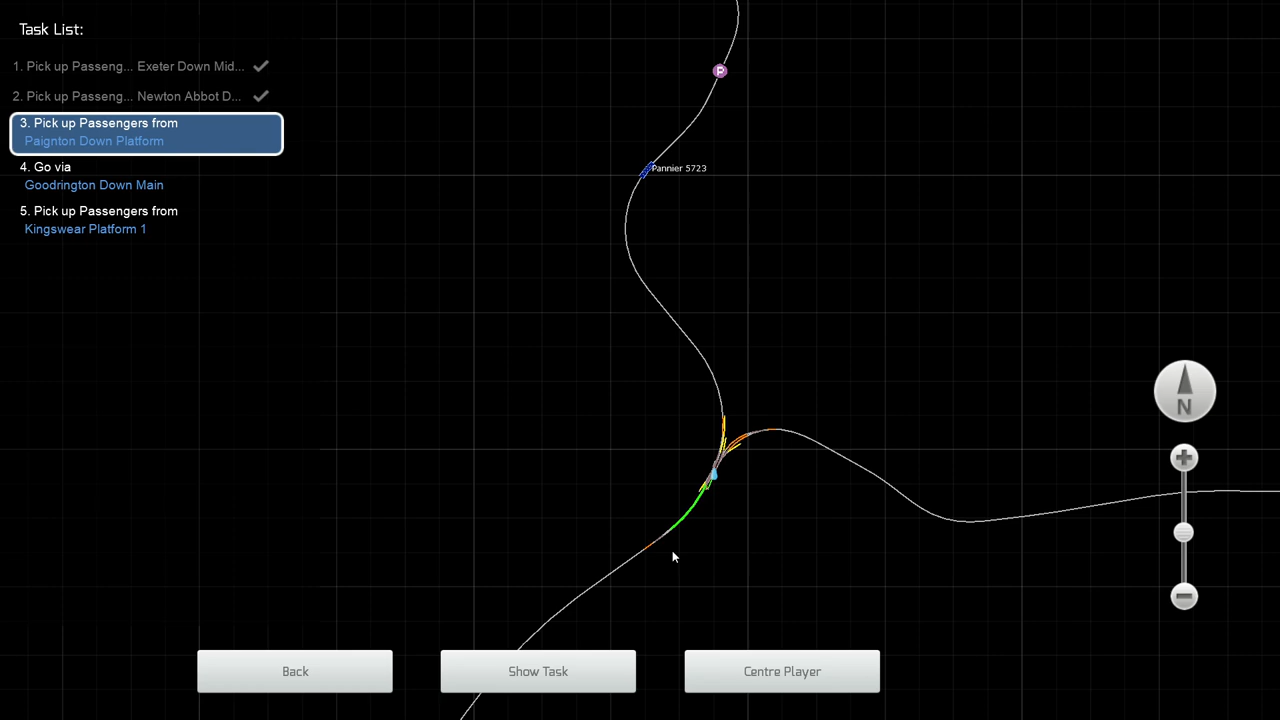 Task List:
1. Pick up Passeng... Exeter Down Mid...
2. Pick up Passeng... Newton Abbot D...
3. Pick up Passengers from
Paignton Down Platform
4. Go via
Goodrington Down Main
5. Pick up Passengers from
Kingswear Platform 1
P
Pannier 5723
N
Back
Show Task
Centre Player